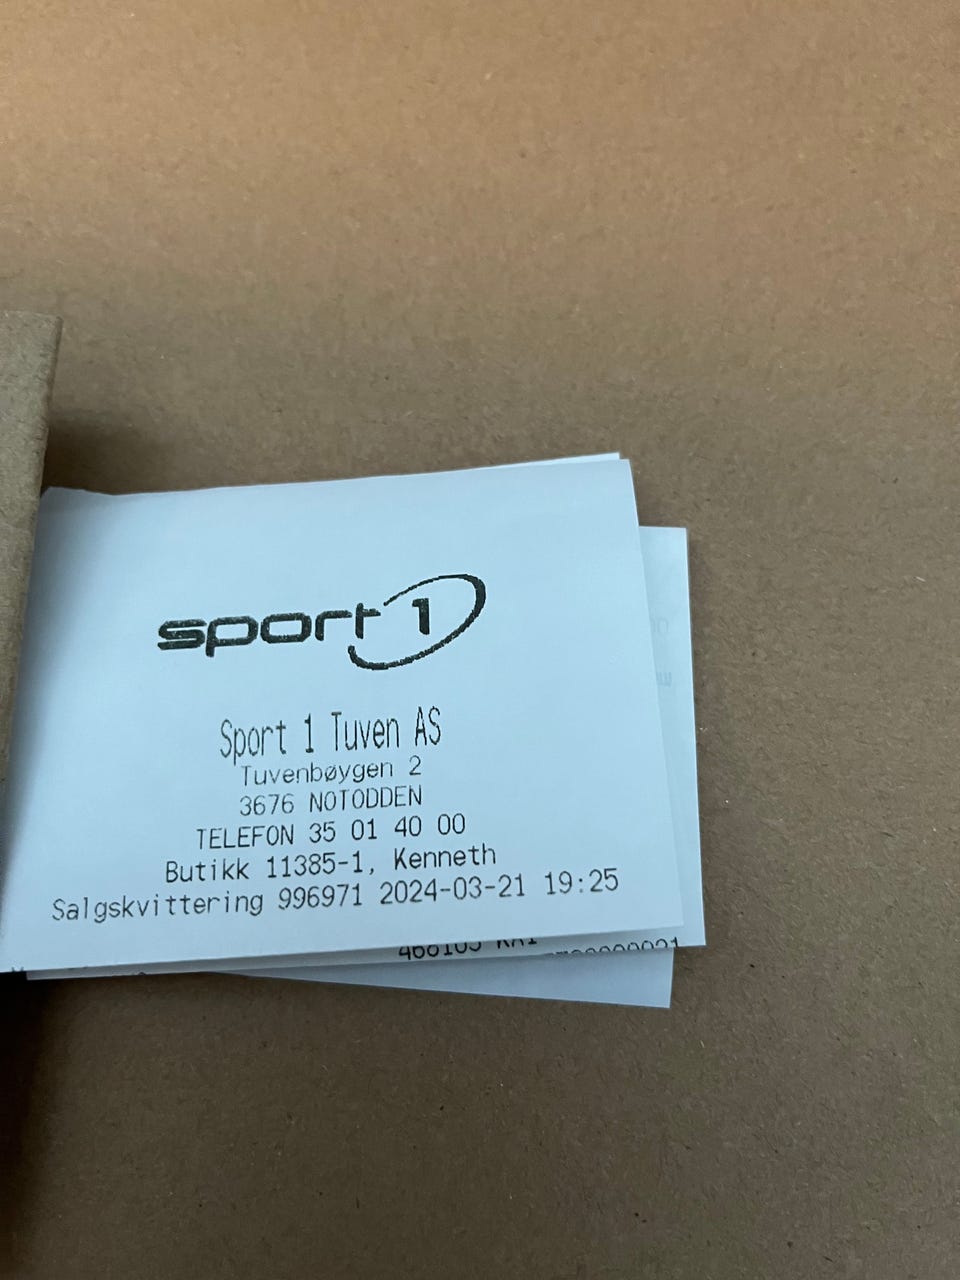 sport 1
Sport 1 Tuven AS
Tuvenbøygen 2
3676 NOTODDEN
TELEFON 35 01 40 00
Butikk 11385-1, Kenneth
Salgskvittering 996971 2024-03-21 19:25